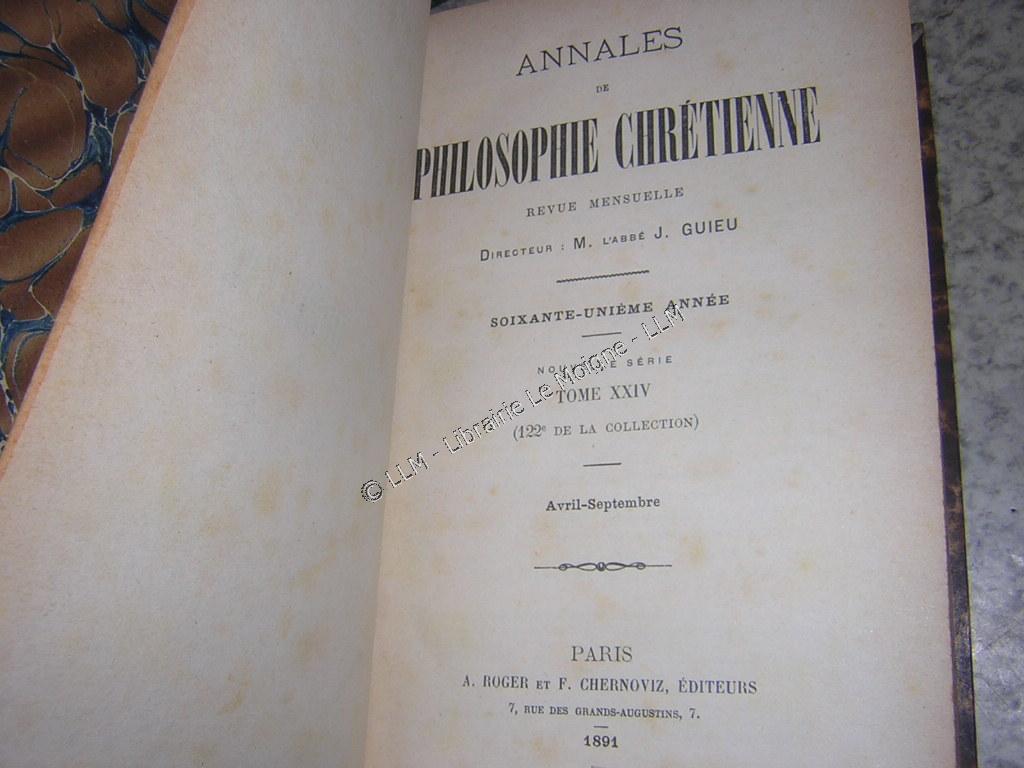 ANNALES
DE
PHILOSOPHIE CHRÉTIENNE
REVUE MENSUELLE
DIRECTEUR : M. L'ABBÉ J. GUIEU
SOIXANTE-UNIÈME ANNÉE
NOUVELLE SÉRIE
TOME XXIV
(122e DE LA COLLECTION)
Avril-Septembre
PARIS
A. ROGER ET F. CHERNOVIZ, ÉDITEURS
7, RUE DES GRANDS-AUGUSTINS, 7.
1891
© LLM - Librairie Le Moigne - LLM